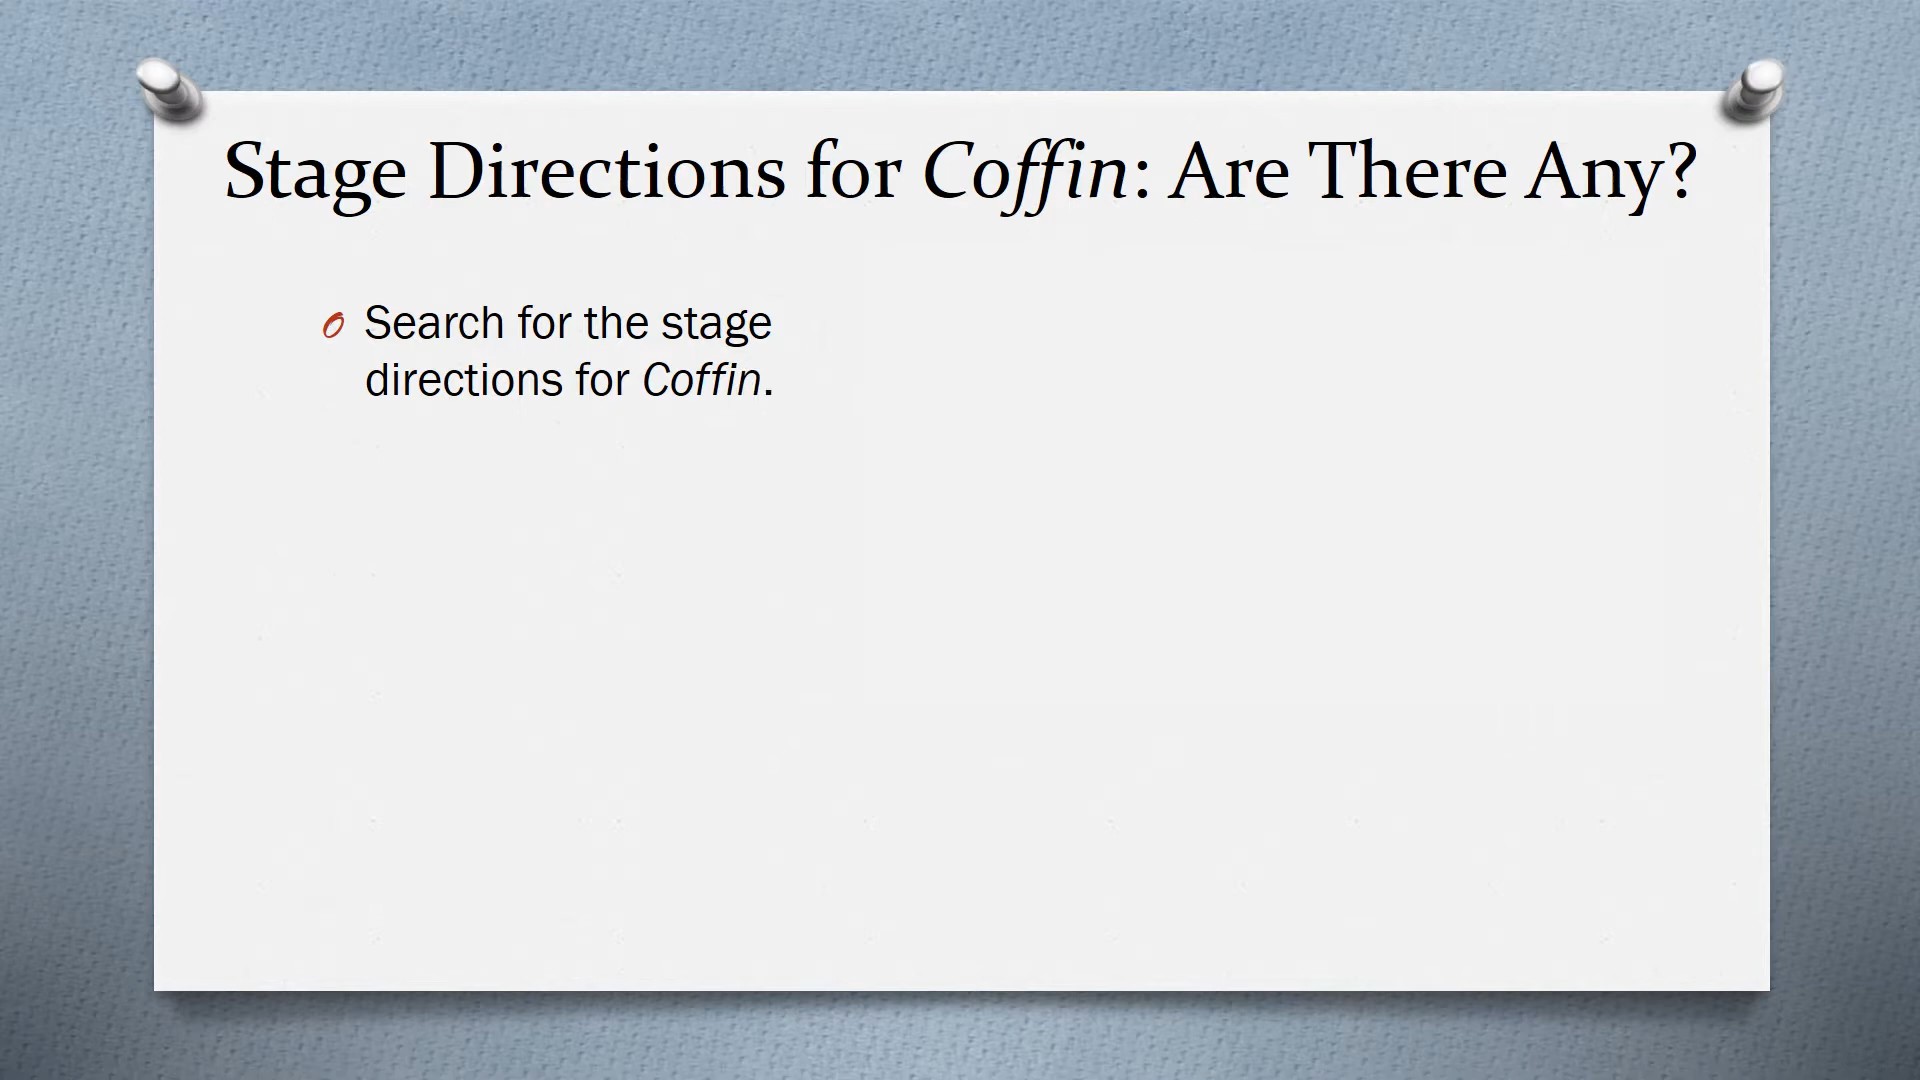 Stage Directions for Coffin: Are There Any?
Search for the stage
directions for Coffin.